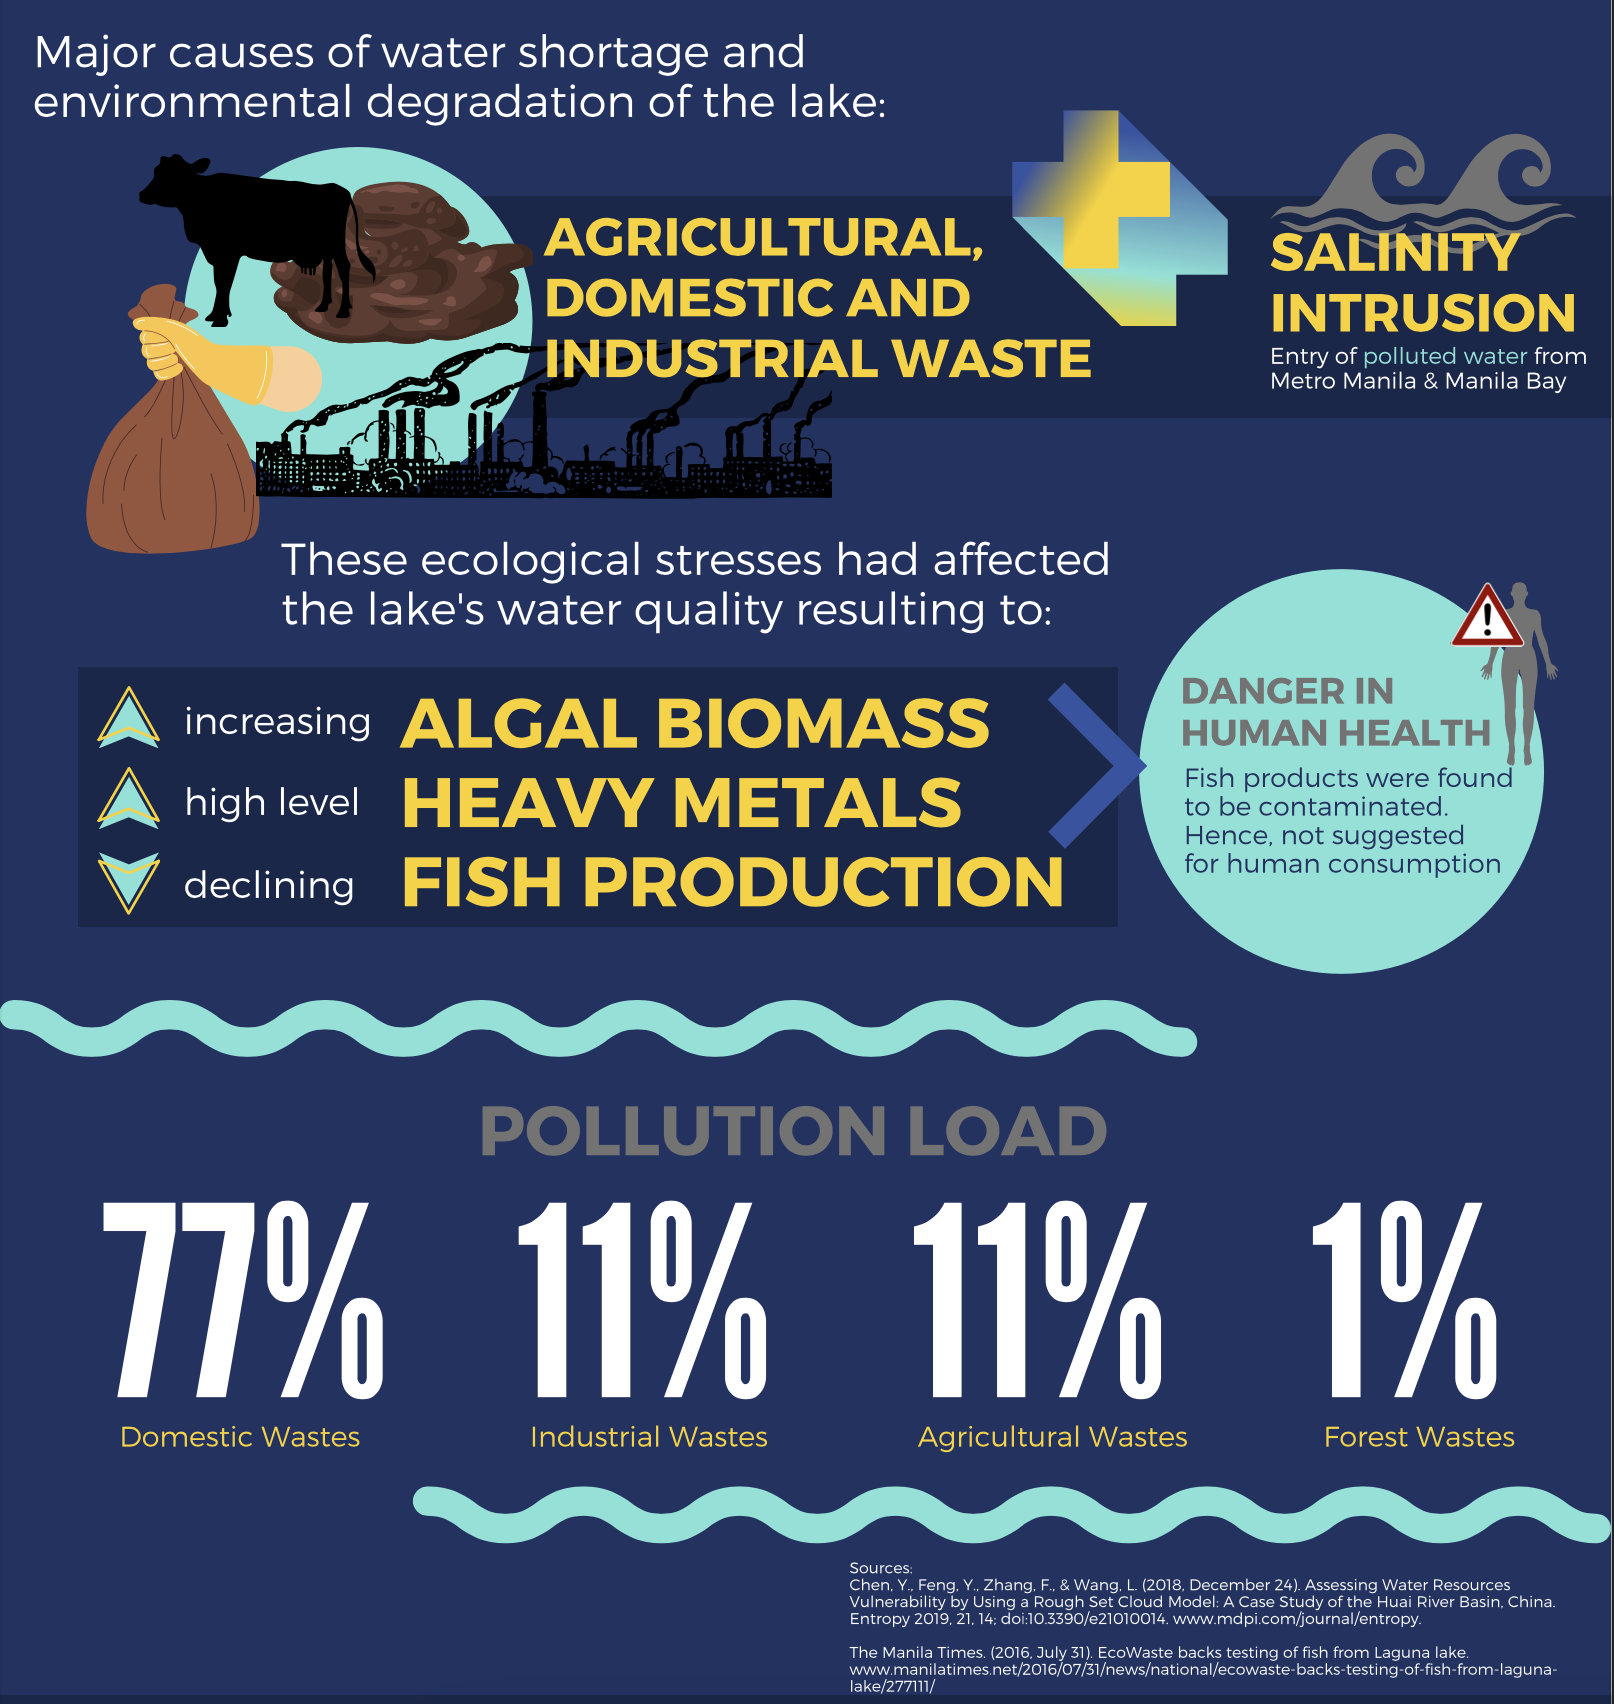 Major causes of water shortage and
environmental degradation of the lake:
AGRICULTURAL,
DOMESTIC AND
INDUSTRIAL WASTE
SALINITY
INTRUSION
Entry of polluted water from
Metro Manila & Manila Bay
These ecological stresses had affected
the lake's water quality resulting to:
increasing ALGAL BIOMASS
high level HEAVY METALS
declining FISH PRODUCTION
!
DANGER IN
HUMAN HEALTH
Fish products were found
to be contaminated.
Hence, not suggested
for human consumption
POLLUTION LOAD
77% 11% 11% 1%
Domestic Wastes Industrial Wastes Agricultural Wastes Forest Wastes
Sources:
Chen, Y., Feng, Y., Zhang, F., & Wang, L. (2018, December 24). Assessing Water Resources
Vulnerability by Using a Rough Set Cloud Model: A Case Study of the Huai River Basin, China.
Entropy 2019, 21, 14; doi:10.3390/e21010014. www.mdpi.com/journal/entropy.
The Manila Times. (2016, July 31). EcoWaste backs testing of fish from Laguna lake.
www.manilatimes.net/2016/07/31/news/national/ecowaste-backs-testing-of-fish-from-laguna-
lake/277111/